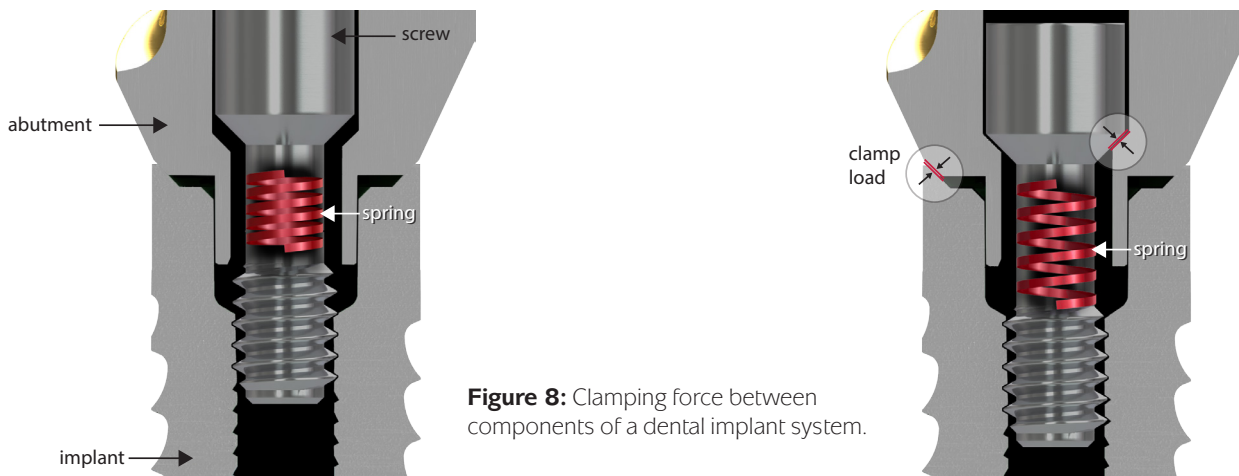 screw
abutment
spring
implant
clamp
load
spring
Figure 8: Clamping force between
components of a dental implant system.